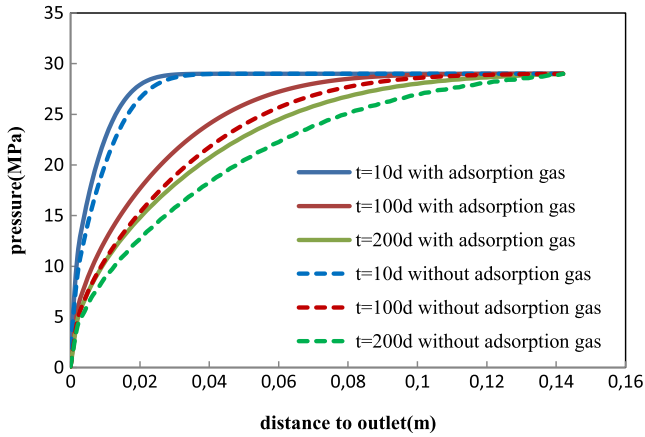 35
30
25
20
15
10
5
0
pressure(MPa)
t=10d with adsorption gas
t=100d with adsorption gas
t=200d with adsorption gas
t=10d without adsorption gas
t=100d without adsorption gas
t=200d without adsorption gas
0 0,02 0,04 0,06 0,08 0,1 0,12 0,14 0,16
distance to outlet(m)